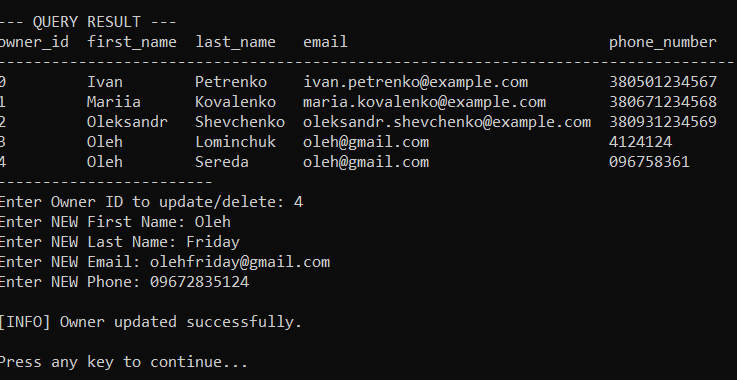 --- QUERY RESULT ---
owner_id first_name last_name email phone_number
------------------------------------------------------------------------------------------
0 Ivan Petrenko ivan.petrenko@example.com 380501234567
1 Mariia Kovalenko maria.kovalenko@example.com 380671234568
2 Oleksandr Shevchenko oleksandr.shevchenko@example.com 380931234569
3 Oleh Lominchuk oleh@gmail.com 4124124
4 Oleh Sereda oleh@gmail.com 096758361
------------------------
Enter Owner ID to update/delete: 4
Enter NEW First Name: Oleh
Enter NEW Last Name: Friday
Enter NEW Email: olehfriday@gmail.com
Enter NEW Phone: 09672835124
[INFO] Owner updated successfully.
Press any key to continue...